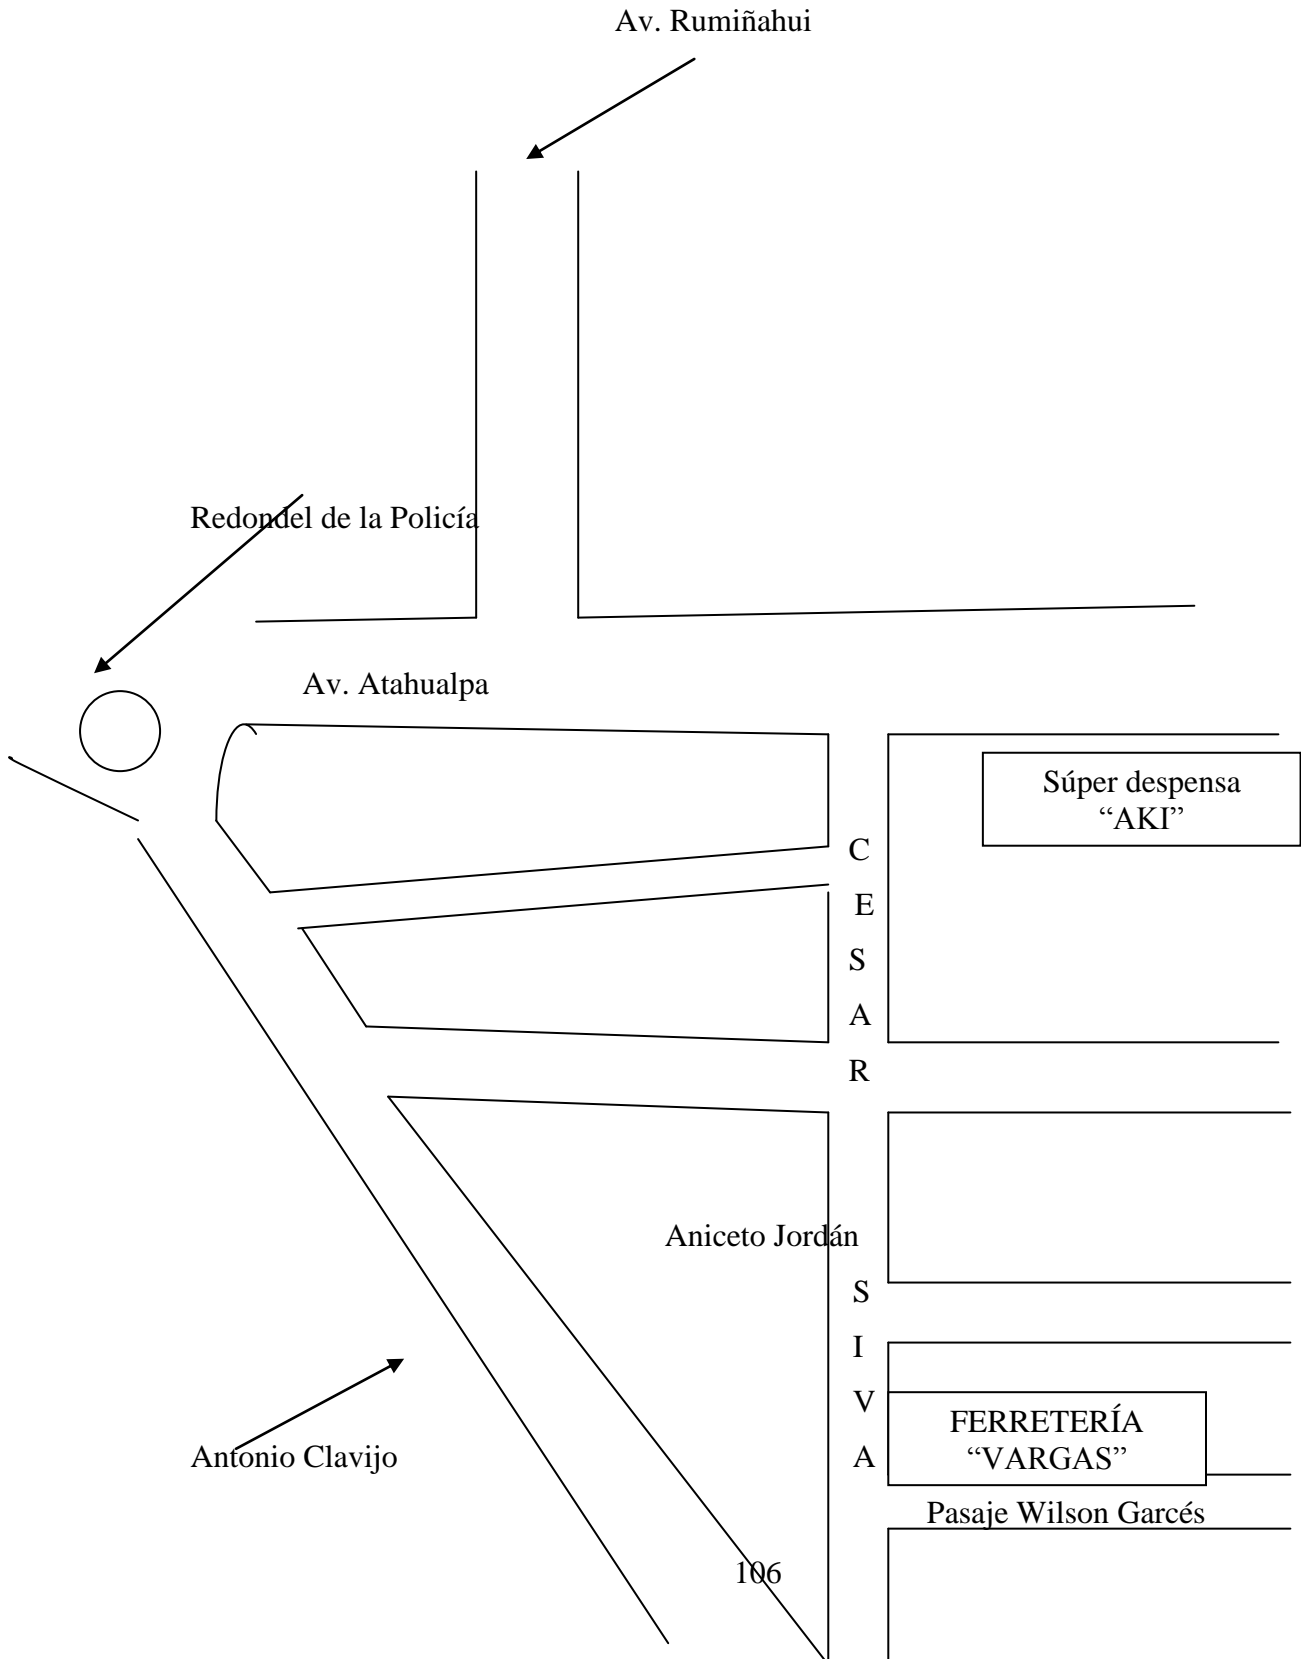 Av. Rumiñahui
Redondel de la Policía
Av. Atahualpa
Súper despensa
“AKI”
C
E
S
A
R
Aniceto Jordán
S
I
V
A
FERRETERÍA
“VARGAS”
Antonio Clavijo
Pasaje Wilson Garcés
106